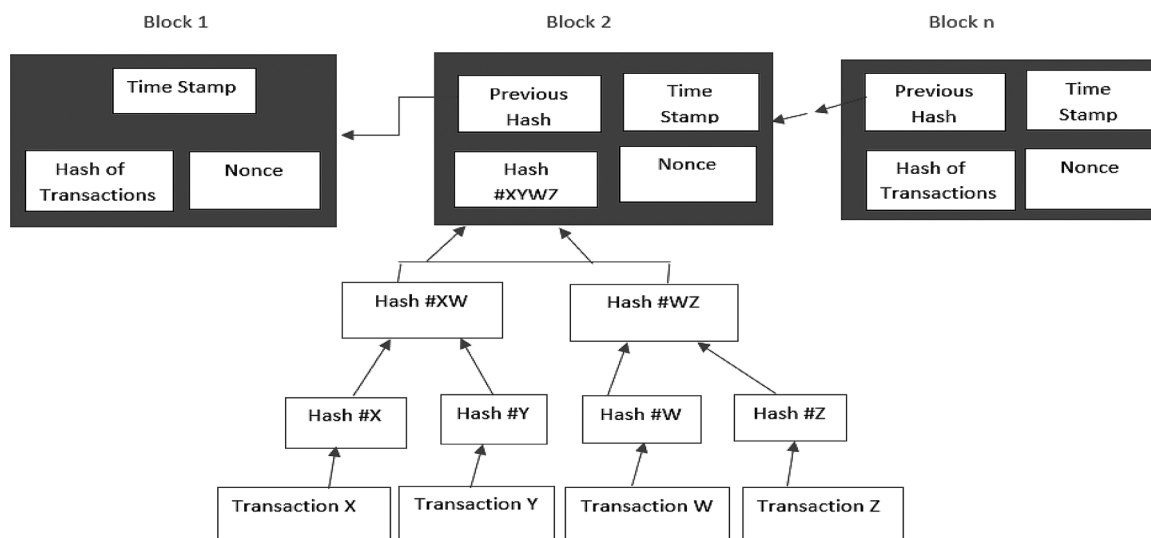 Block 1
Block 2
Block n
Time Stamp
Hash of
Transactions
Nonce
Previous
Hash
Time
Stamp
Hash
#XYWZ
Nonce
Previous
Hash
Time
Stamp
Hash of
Transactions
Nonce
Hash #XW
Hash #WZ
Hash #X
Hash #Y
Hash #W
Hash #Z
Transaction X
Transaction Y
Transaction W
Transaction Z